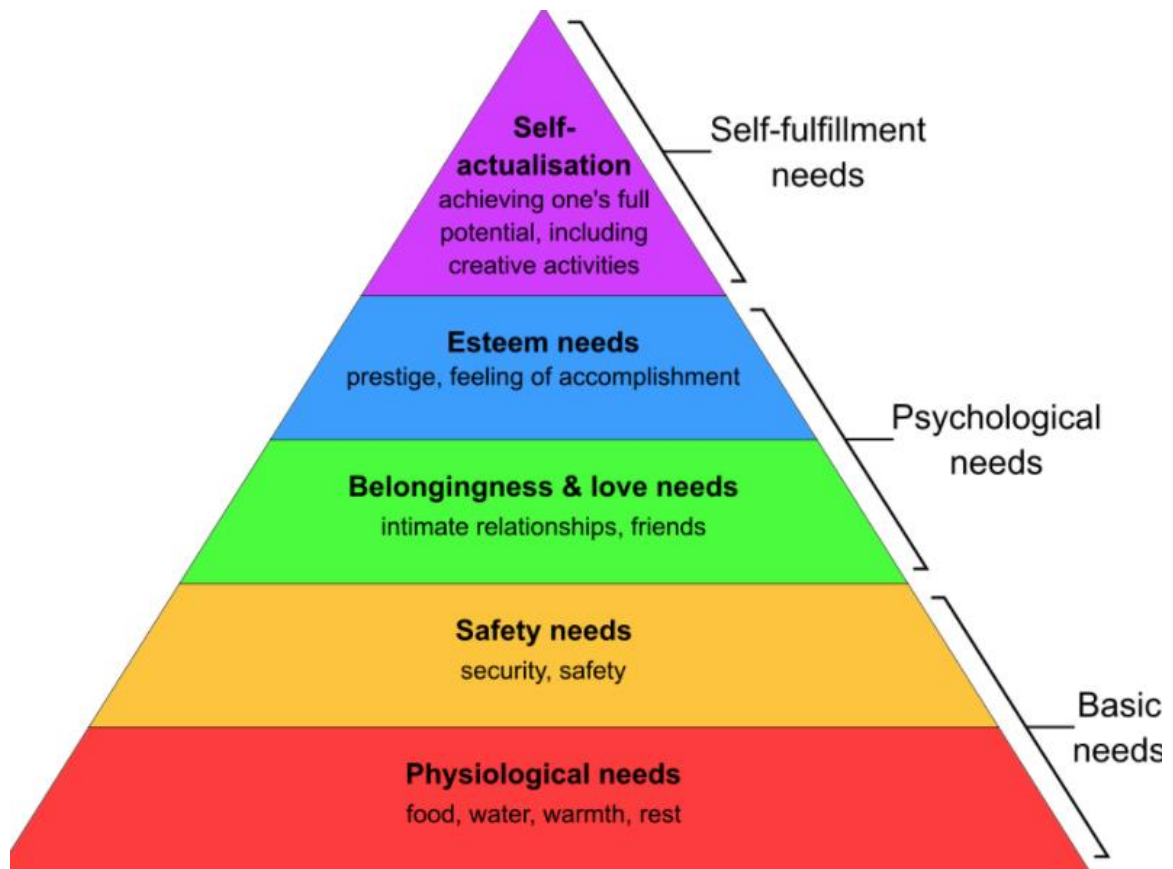 Self-
actualisation
achieving one's full
potential, including
creative activities
Self-fulfillment
needs
Esteem needs
prestige, feeling of accomplishment
Psychological
needs
Belongingness & love needs
intimate relationships, friends
Safety needs
security, safety
Basic
needs
Physiological needs
food, water, warmth, rest